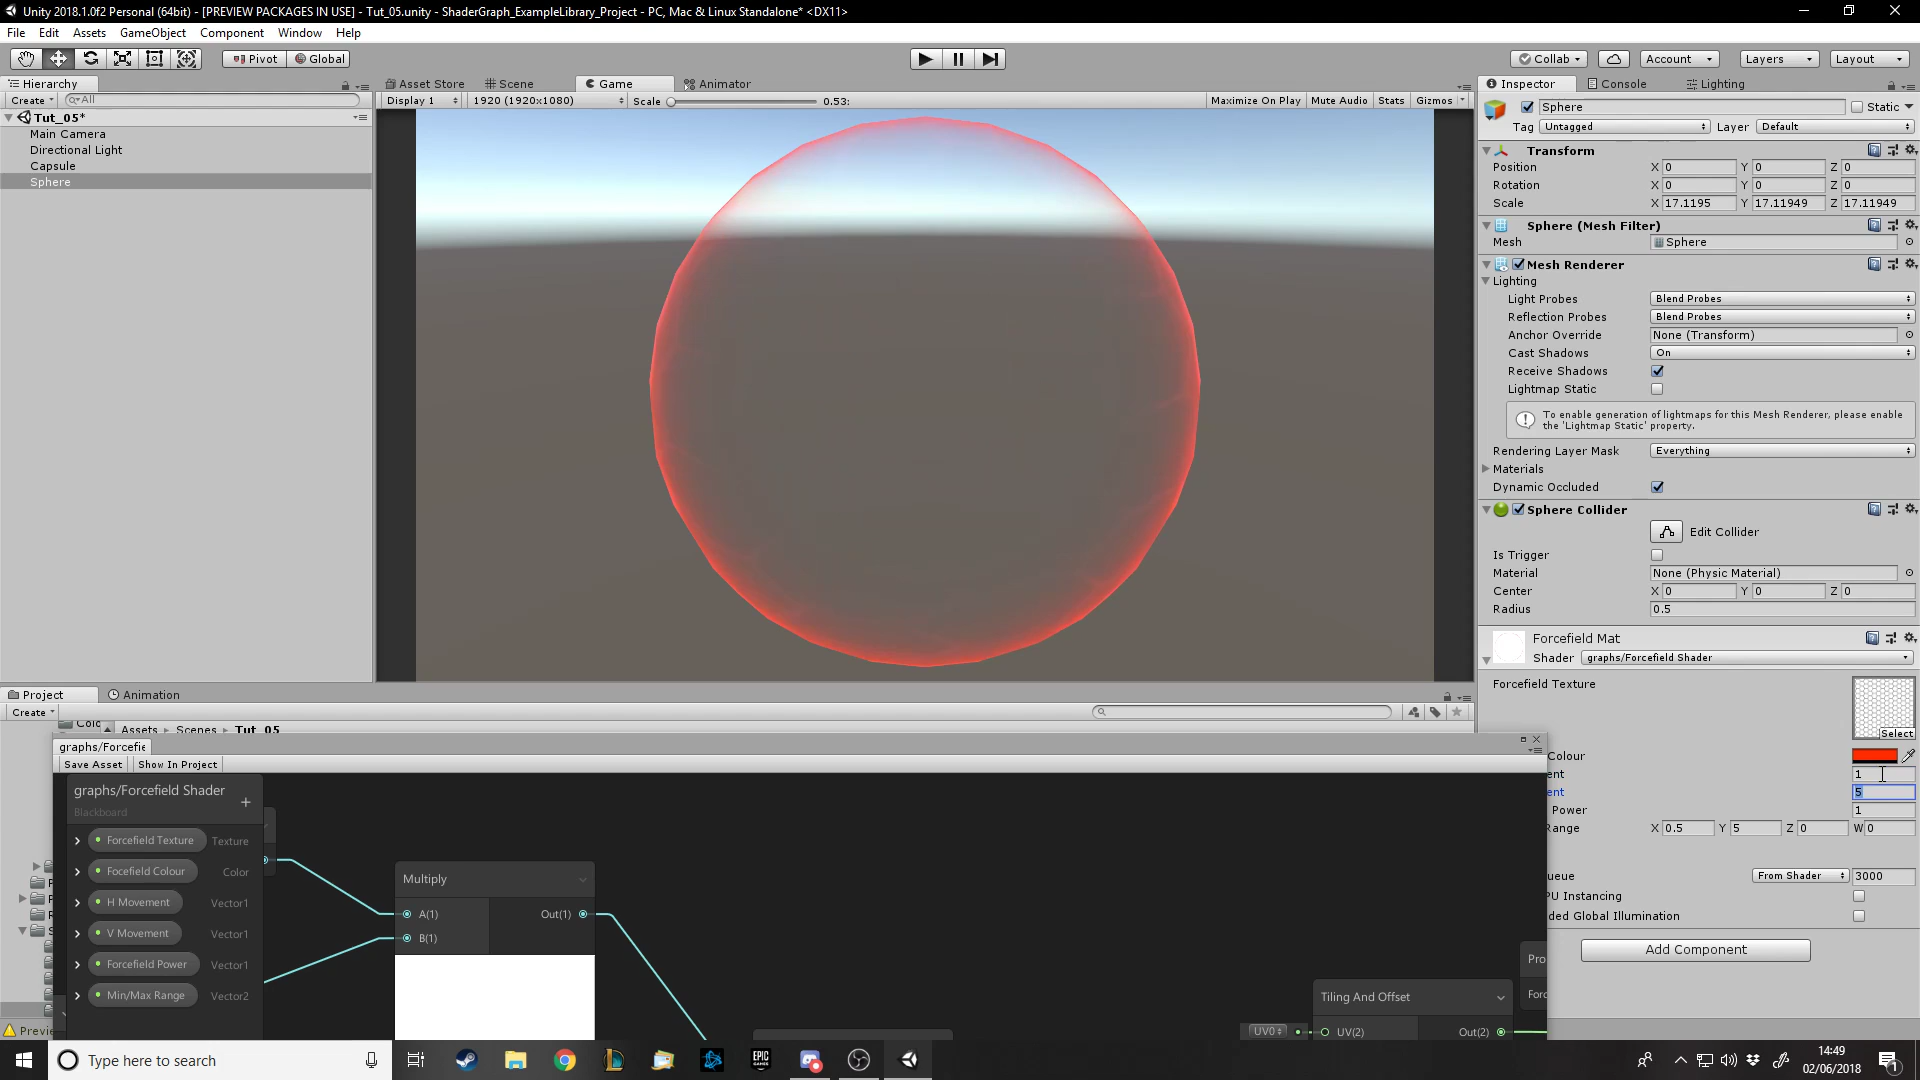 Unity 2018.1.0f2 Personal (64bit) - [PREVIEW PACKAGES IN USE] - Tut_05.unity - ShaderGraph_ExampleLibrary_Project - PC, Mac & Linux Standalone* <DX11>
File Edit Assets GameObject Component Window Help
Pivot Global Collab Account Layers Layout
Hierarchy Asset Store Scene Game Animator Inspector Console Lighting
Create All Display 1 1920 (1920x1080) Scale 0.53: Maximize On Play Mute Audio Stats Gizmos
Tut_05*
Main Camera
Directional Light
Capsule
Sphere
Sphere Static
Tag Untagged Layer Default
Transform
Position X 0 Y 0 Z 0
Rotation X 0 Y 0 Z 0
Scale X 17.1195 Y 17.11949 Z 17.11949
Sphere (Mesh Filter)
Mesh Sphere
Mesh Renderer
Lighting
Light Probes Blend Probes
Reflection Probes Blend Probes
Anchor Override None (Transform)
Cast Shadows On
Receive Shadows
Lightmap Static
To enable generation of lightmaps for this Mesh Renderer, please enable
the 'Lightmap Static' property.
Rendering Layer Mask Everything
Materials
Dynamic Occluded
Sphere Collider
Edit Collider
Is Trigger
Material None (Physic Material)
Center X 0 Y 0 Z 0
Radius 0.5
Forcefield Mat
Shader graphs/Forcefield Shader
Forcefield Texture
Select
Colour
ent 1
ent 5
Power 1
Range X 0.5 Y 5 Z 0 W 0
ueue From Shader 3000
PU Instancing
ded Global Illumination
Add Component
Project Animation
Create
Assets Scenes Tut_05
graphs/Forcefie
Save Asset Show In Project
graphs/Forcefield Shader
Blackboard
Forcefield Texture Texture
Focefield Colour Color
H Movement Vector1
V Movement Vector1
Forcefield Power Vector1
Min/Max Range Vector2
Multiply
A(1) Out(1)
B(1)
Pro
Forc
Tiling And Offset
UV0 UV(2) Out(2)
Previe
Type here to search
EPIC
GAMES
14:49
02/06/2018
1